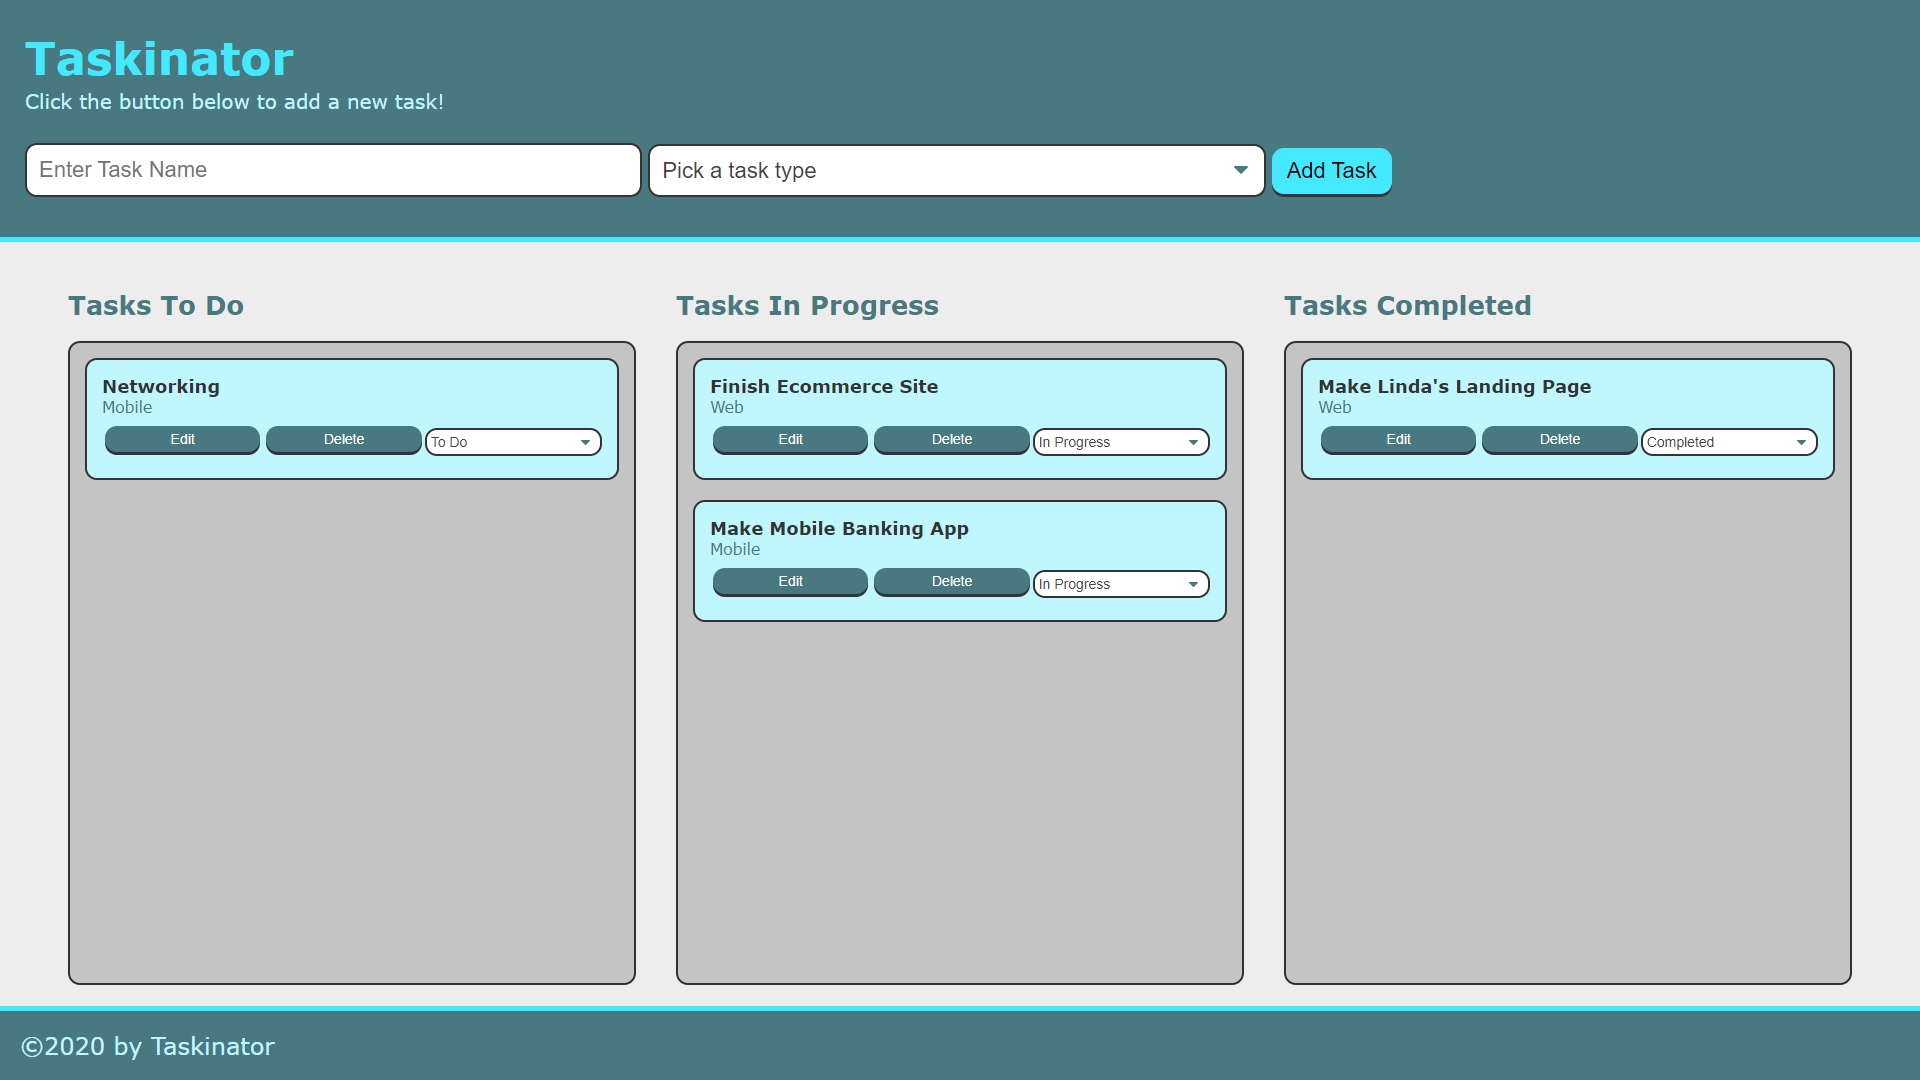 Taskinator
Click the button below to add a new task!
Enter Task Name
Pick a task type
Add Task
Tasks To Do
Networking
Mobile
Edit Delete To Do
Tasks In Progress
Finish Ecommerce Site
Web
Edit Delete In Progress
Make Mobile Banking App
Mobile
Edit Delete In Progress
Tasks Completed
Make Linda's Landing Page
Web
Edit Delete Completed
©2020 by Taskinator